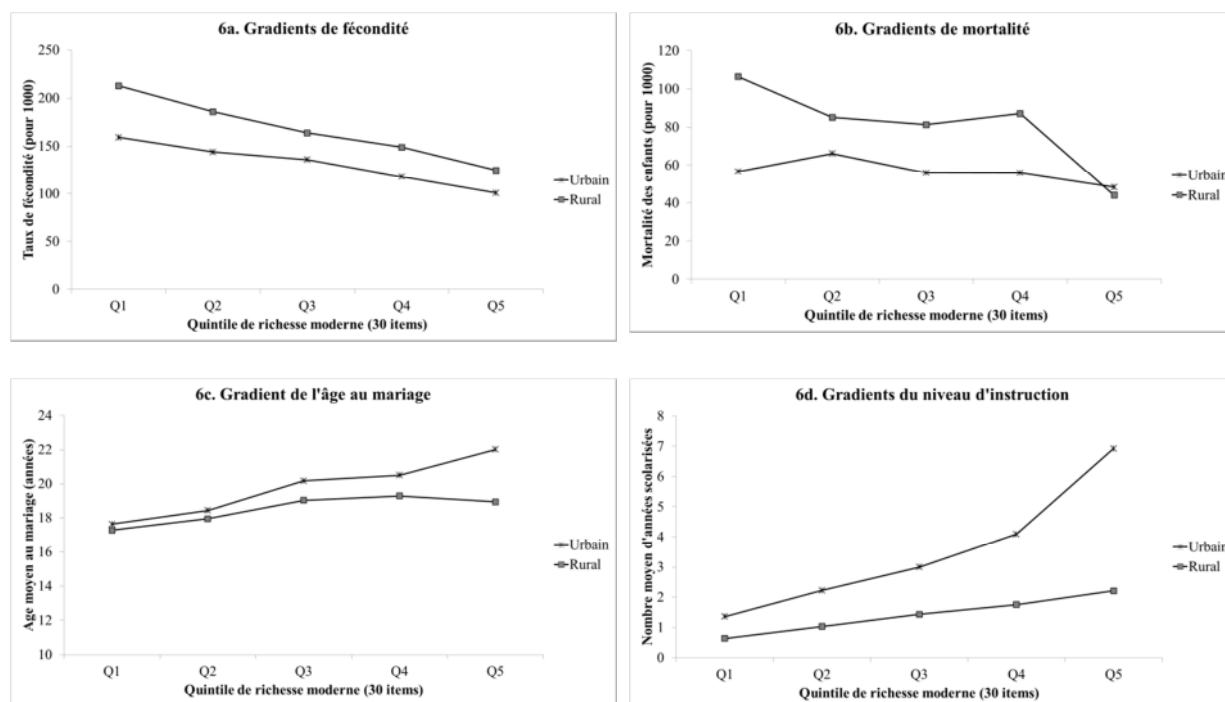 6a. Gradients de fécondité
Taux de fécondité (pour 1000)
250
200
150
100
50
0
Q1 Q2 Q3 Q4 Q5
Quintile de richesse moderne (30 items)
Urbain
Rural
6b. Gradients de mortalité
Mortalité des enfants (pour 1000)
120
100
80
60
40
20
0
Q1 Q2 Q3 Q4 Q5
Quintile de richesse moderne (30 items)
Urbain
Rural
6c. Gradient de l'âge au mariage
Age moyen au mariage (années)
24
22
20
18
16
14
12
10
Q1 Q2 Q3 Q4 Q5
Quintile de richesse moderne (30 items)
Urbain
Rural
6d. Gradients du niveau d'instruction
Nombre moyen d'années scolarisées
8
7
6
5
4
3
2
1
0
Q1 Q2 Q3 Q4 Q5
Quintile de richesse moderne (30 items)
Urbain
Rural